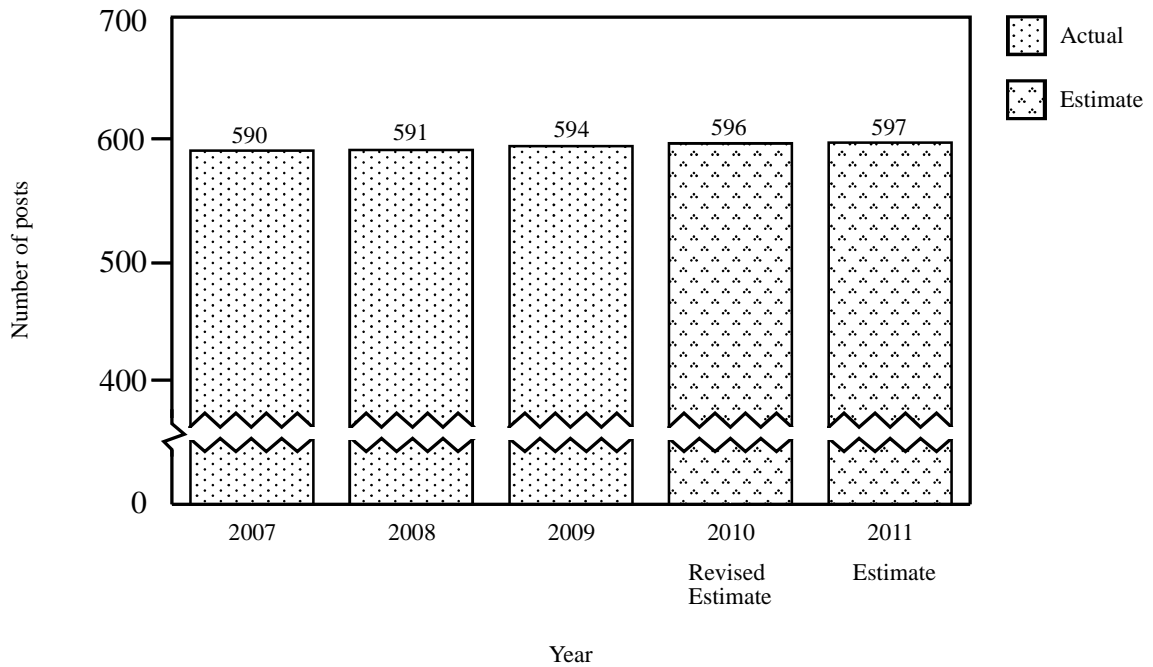 700
600
500
400
0
Number of posts
590
591
594
596
597
2007
2008
2009
2010
2011
Revised
Estimate
Estimate
Year
Actual
Estimate